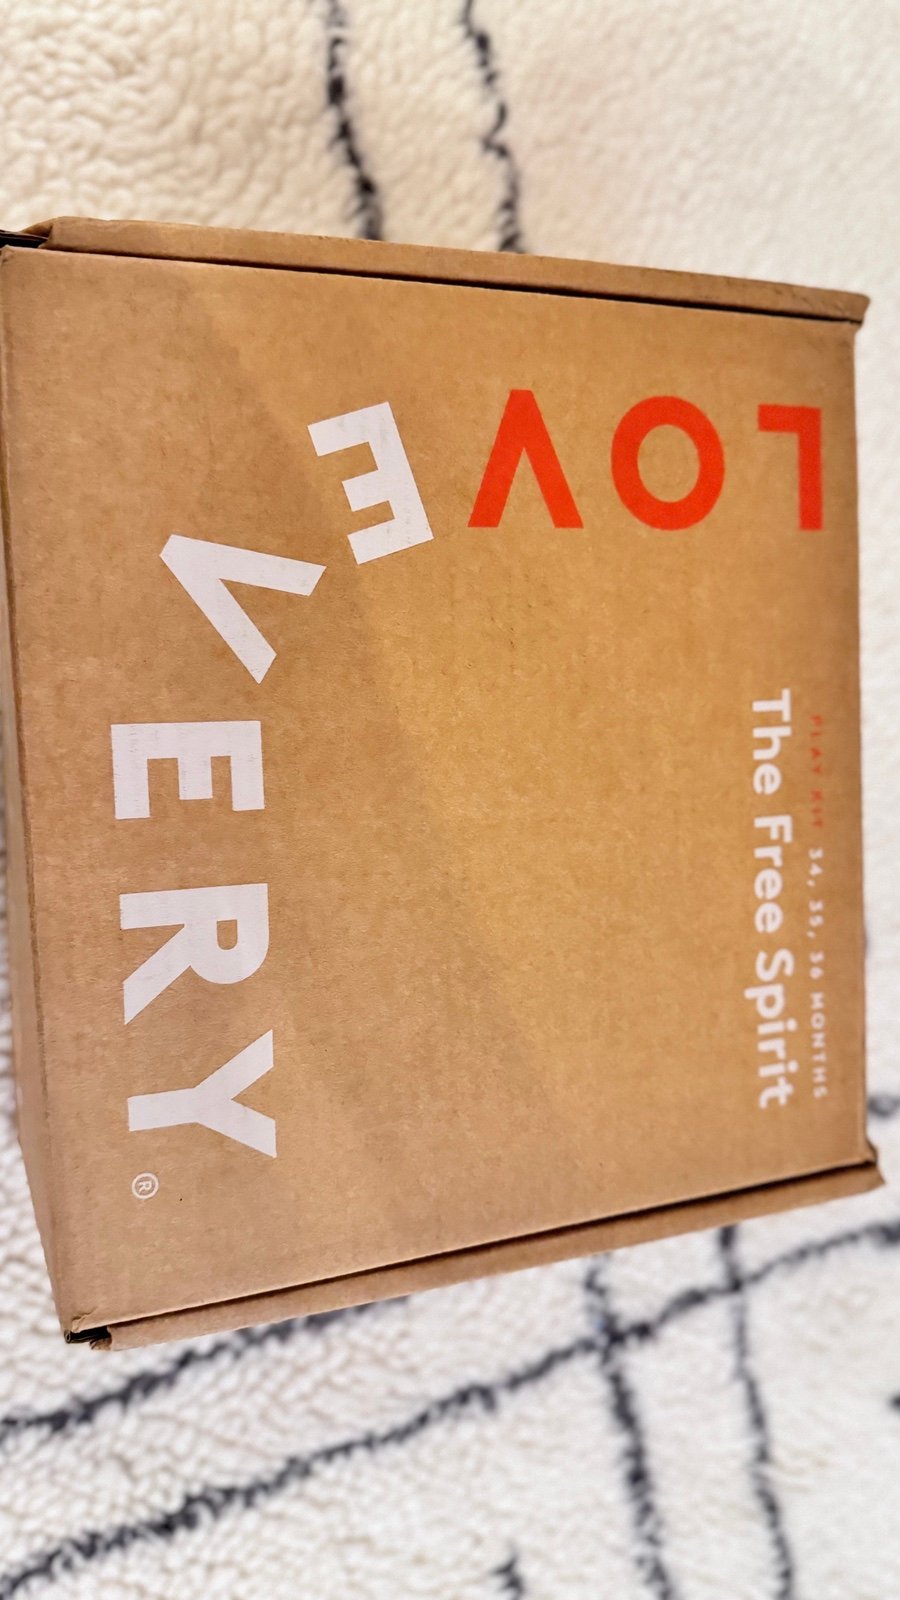 LOVEVERY®
PLAY KIT 34, 35, 36 MONTHS
The Free Spirit